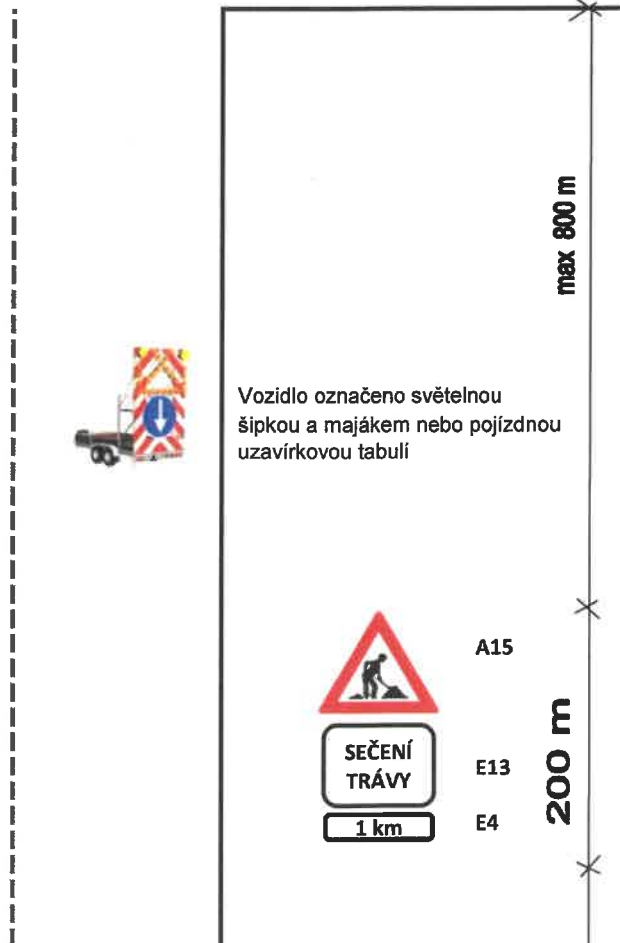 max 800 m
Vozidlo označeno světelnou
šipkou a majákem nebo pojízdnou
uzavírkovou tabulí
A15
SEČENÍ
TRÁVY
E13
1 km
E4
200 m